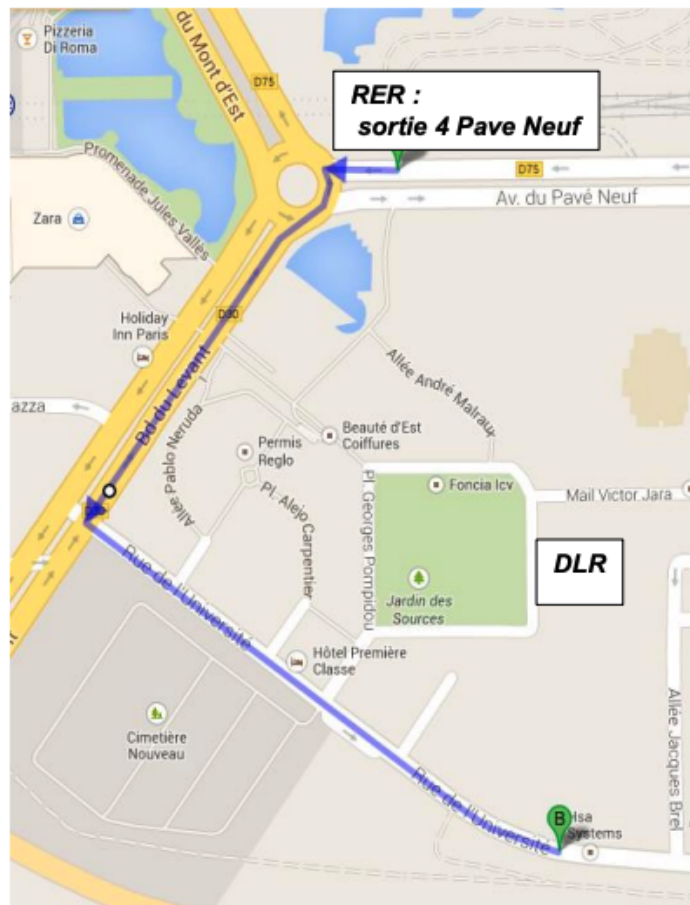 Pizzeria
Di Roma
du Mont d'Est
D75
RER :
sortie 4 Pave Neuf
D75
Av. du Pavé Neuf
Promenade Jules Vallès
Zara
D30
Holiday
Inn Paris
Bd du Levant
Allée André Malraux
azza
Allée Pablo Neruda
Beauté d'Est
Coiffures
Permis
Reglo
Pl. Georges Pompidou
Foncia Icv
Pl. Alejo Carpentier
Mail Victor Jara
DLR
Rue de l'Université
Jardin des
Sources
Hôtel Première
Classe
Cimetière
Nouveau
Allée Jacques Brel
Rue de l'Université
B
Hsa
Systems